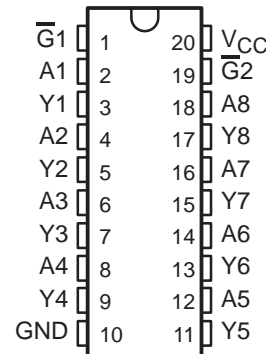 G̅1 1 20 VCC
A1 2 19 G̅2
Y1 3 18 A8
A2 4 17 Y8
Y2 5 16 A7
A3 6 15 Y7
Y3 7 14 A6
A4 8 13 Y6
Y4 9 12 A5
GND 10 11 Y5